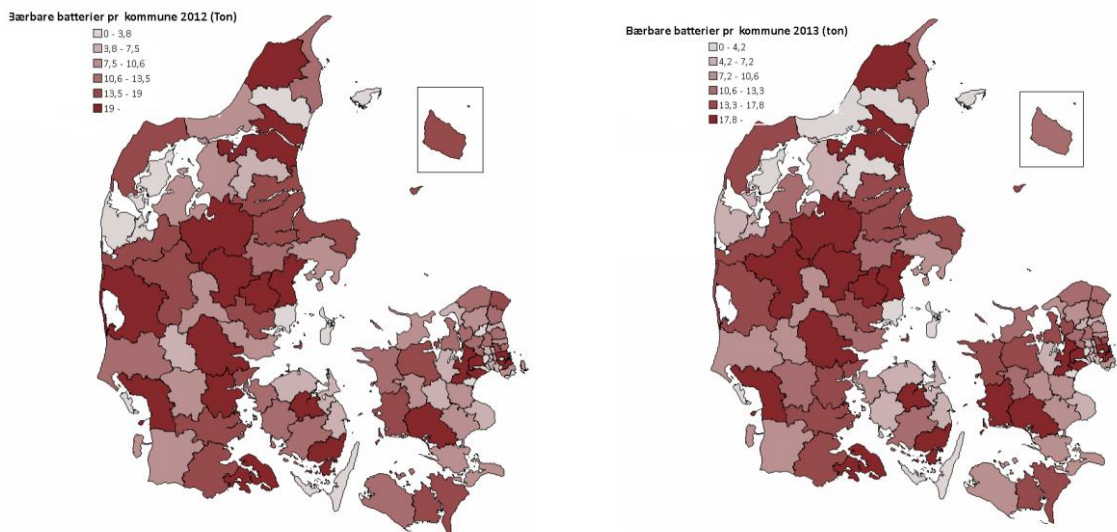 Bærbare batterier pr kommune 2012 (Ton)
0 - 3,8
3,8 - 7,5
7,5 - 10,6
10,6 - 13,5
13,5 - 19
19 -
Bærbare batterier pr kommune 2013 (ton)
0 - 4,2
4,2 - 7,2
7,2 - 10,6
10,6 - 13,3
13,3 - 17,8
17,8 -